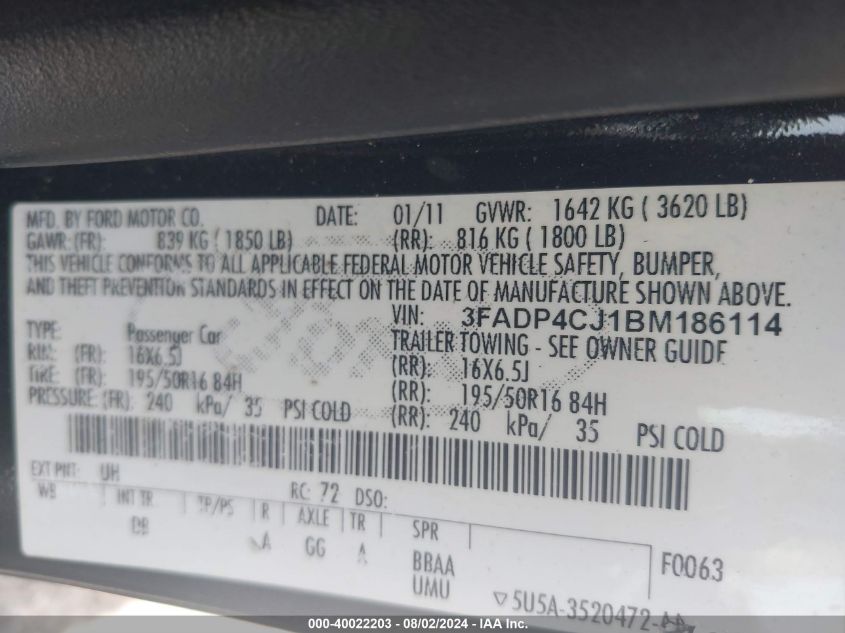 MFD. BY FORD MOTOR CO. DATE: 01/11 GVWR: 1642 KG ( 3620 LB)
GAWR: (FR): 839 KG ( 1850 LB) (RR): 816 KG ( 1800 LB)
THIS VEHICLE CONFORMS TO ALL APPLICABLE FEDERAL MOTOR VEHICLE SAFETY, BUMPER,
AND THEFT PREVENTION STANDARDS IN EFFECT ON THE DATE OF MANUFACTURE SHOWN ABOVE.
VIN: 3FADP4CJ1BM186114
TYPE: Passenger Car TRAILER TOWING - SEE OWNER GUIDE
RIM: (FR): 16X6.5J (RR): 16X6.5J
TIRE: (FR): 195/50R16 84H (RR): 195/50R16 84H
PRESSURE: (FR): 240 kPa/ 35 PSI COLD (RR): 240 kPa/ 35 PSI COLD
EXT PNT: UH RC: 72 DSO:
WB INT TR TP/PS R AXLE TR SPR
DB A GG A BBAA
UMU
F0063
5U5A-3520472-
000-40022203 - 08/02/2024 - IAA Inc.